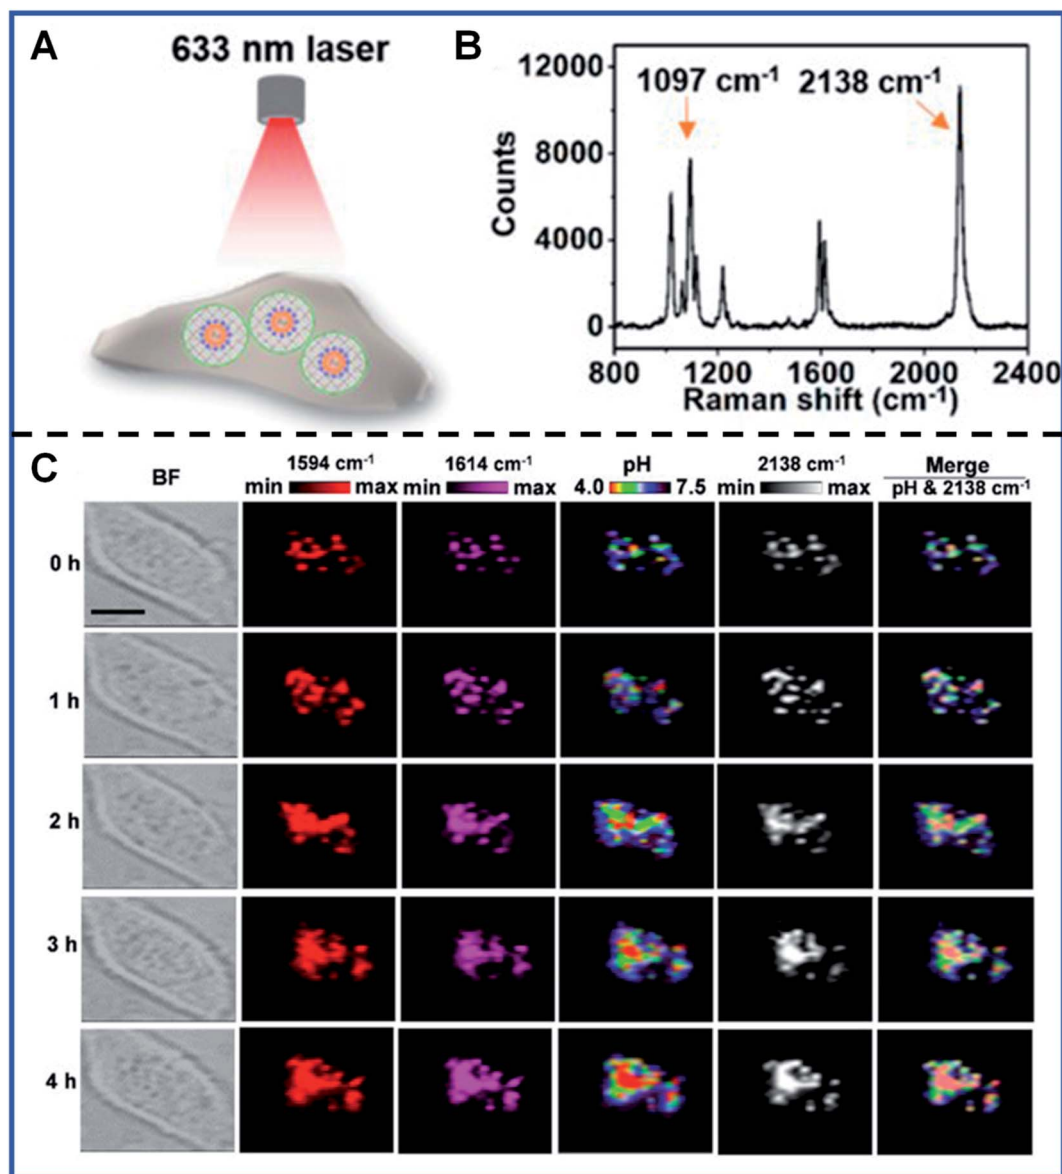 A
633 nm laser
B
1097 cm⁻¹
2138 cm⁻¹
12000
8000
4000
0
Counts
800
1200
1600
2000
2400
Raman shift (cm⁻¹)
C
BF
1594 cm⁻¹
min max
1614 cm⁻¹
min max
pH
4.0 7.5
2138 cm⁻¹
min max
Merge
pH & 2138 cm⁻¹
0 h
1 h
2 h
3 h
4 h